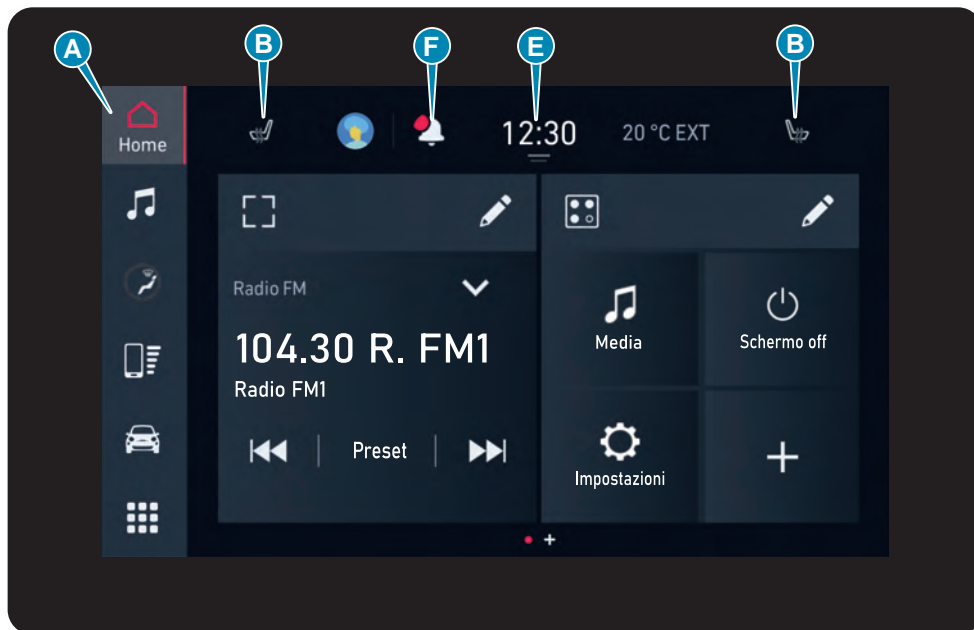 A
B
F
E
B
Home
12:30
20 °C EXT
Radio FM
104.30 R. FM1
Radio FM1
Preset
Media
Schermo off
Impostazioni